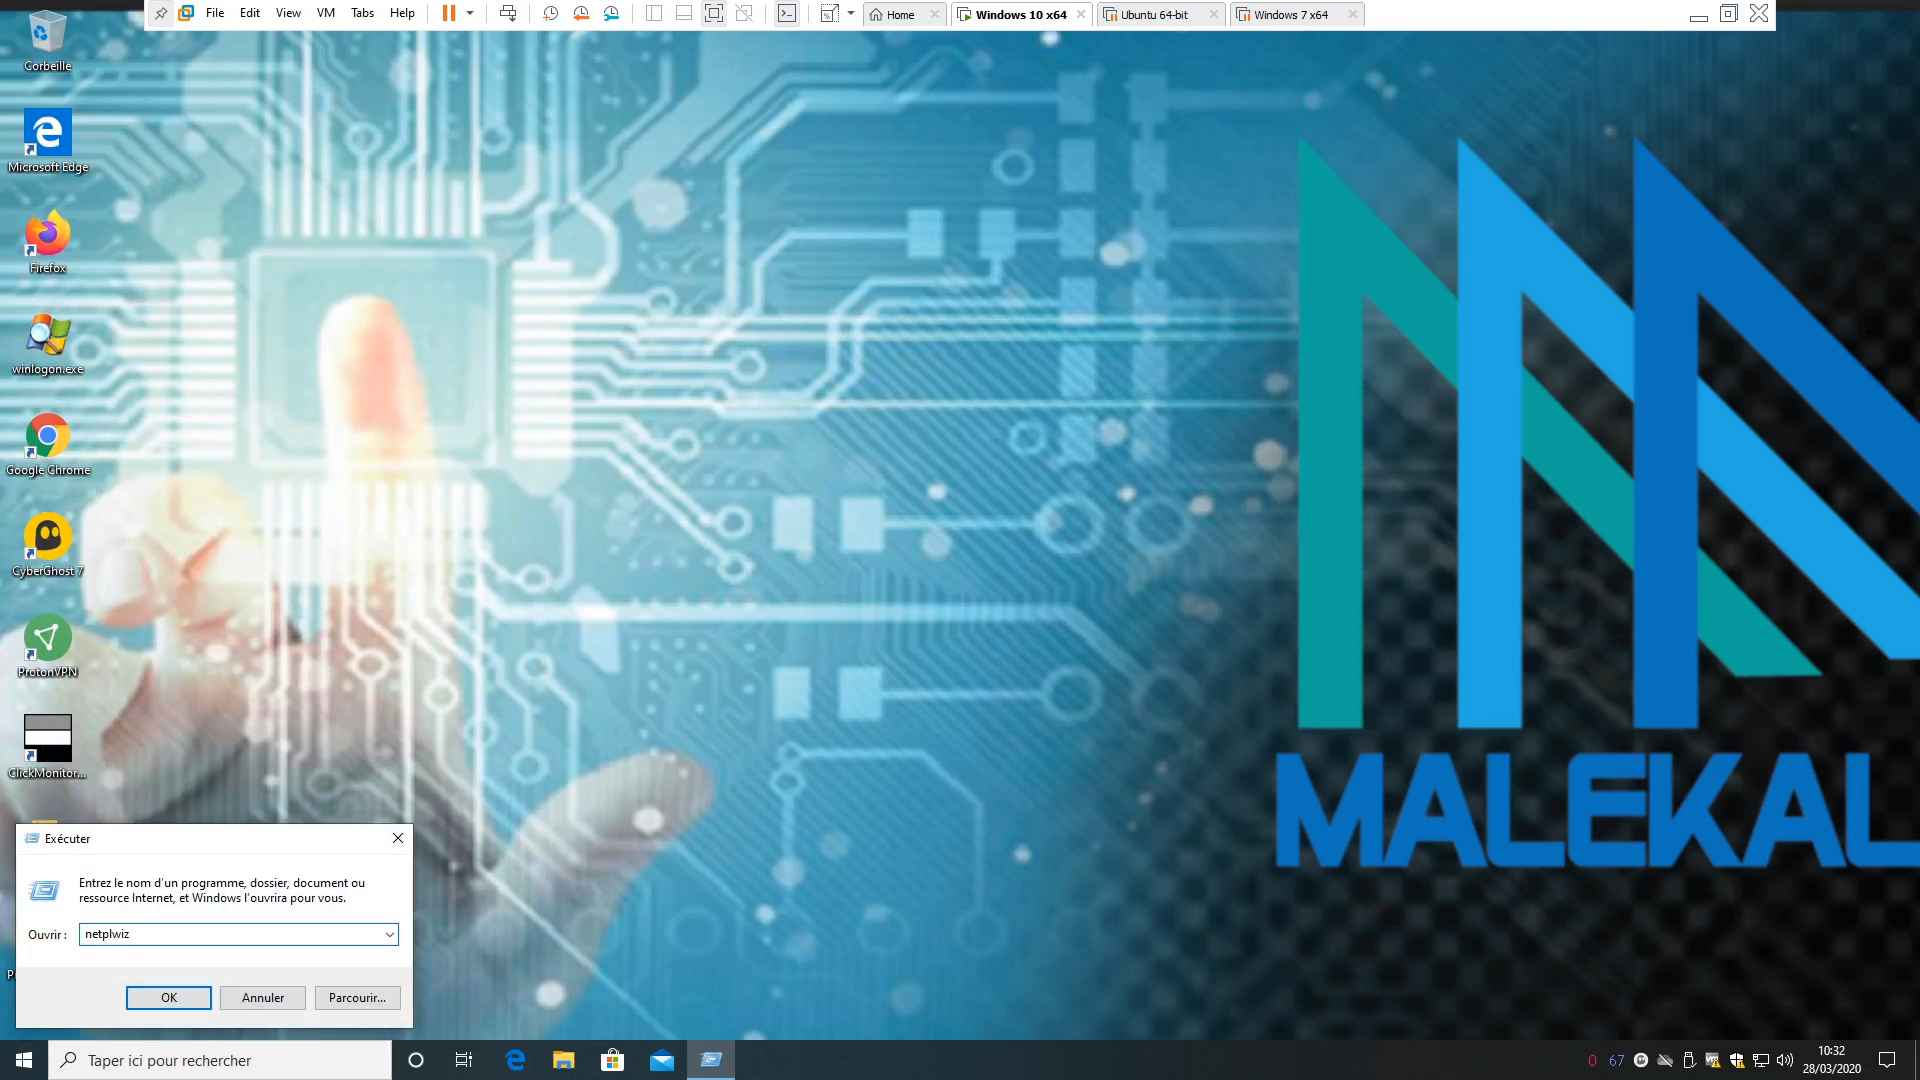 File Edit View VM Tabs Help
Home
Windows 10 x64
Ubuntu 64-bit
Windows 7 x64
Corbeille
Microsoft Edge
Firefox
winlogon.exe
Google Chrome
CyberGhost 7
ProtonVPN
ClickMonitor...
MALEKAL
Exécuter
Entrez le nom d'un programme, dossier, document ou
ressource Internet, et Windows l'ouvrira pour vous.
Ouvrir : netplwiz
OK Annuler Parcourir...
Taper ici pour rechercher
0 67
10:32
28/03/2020